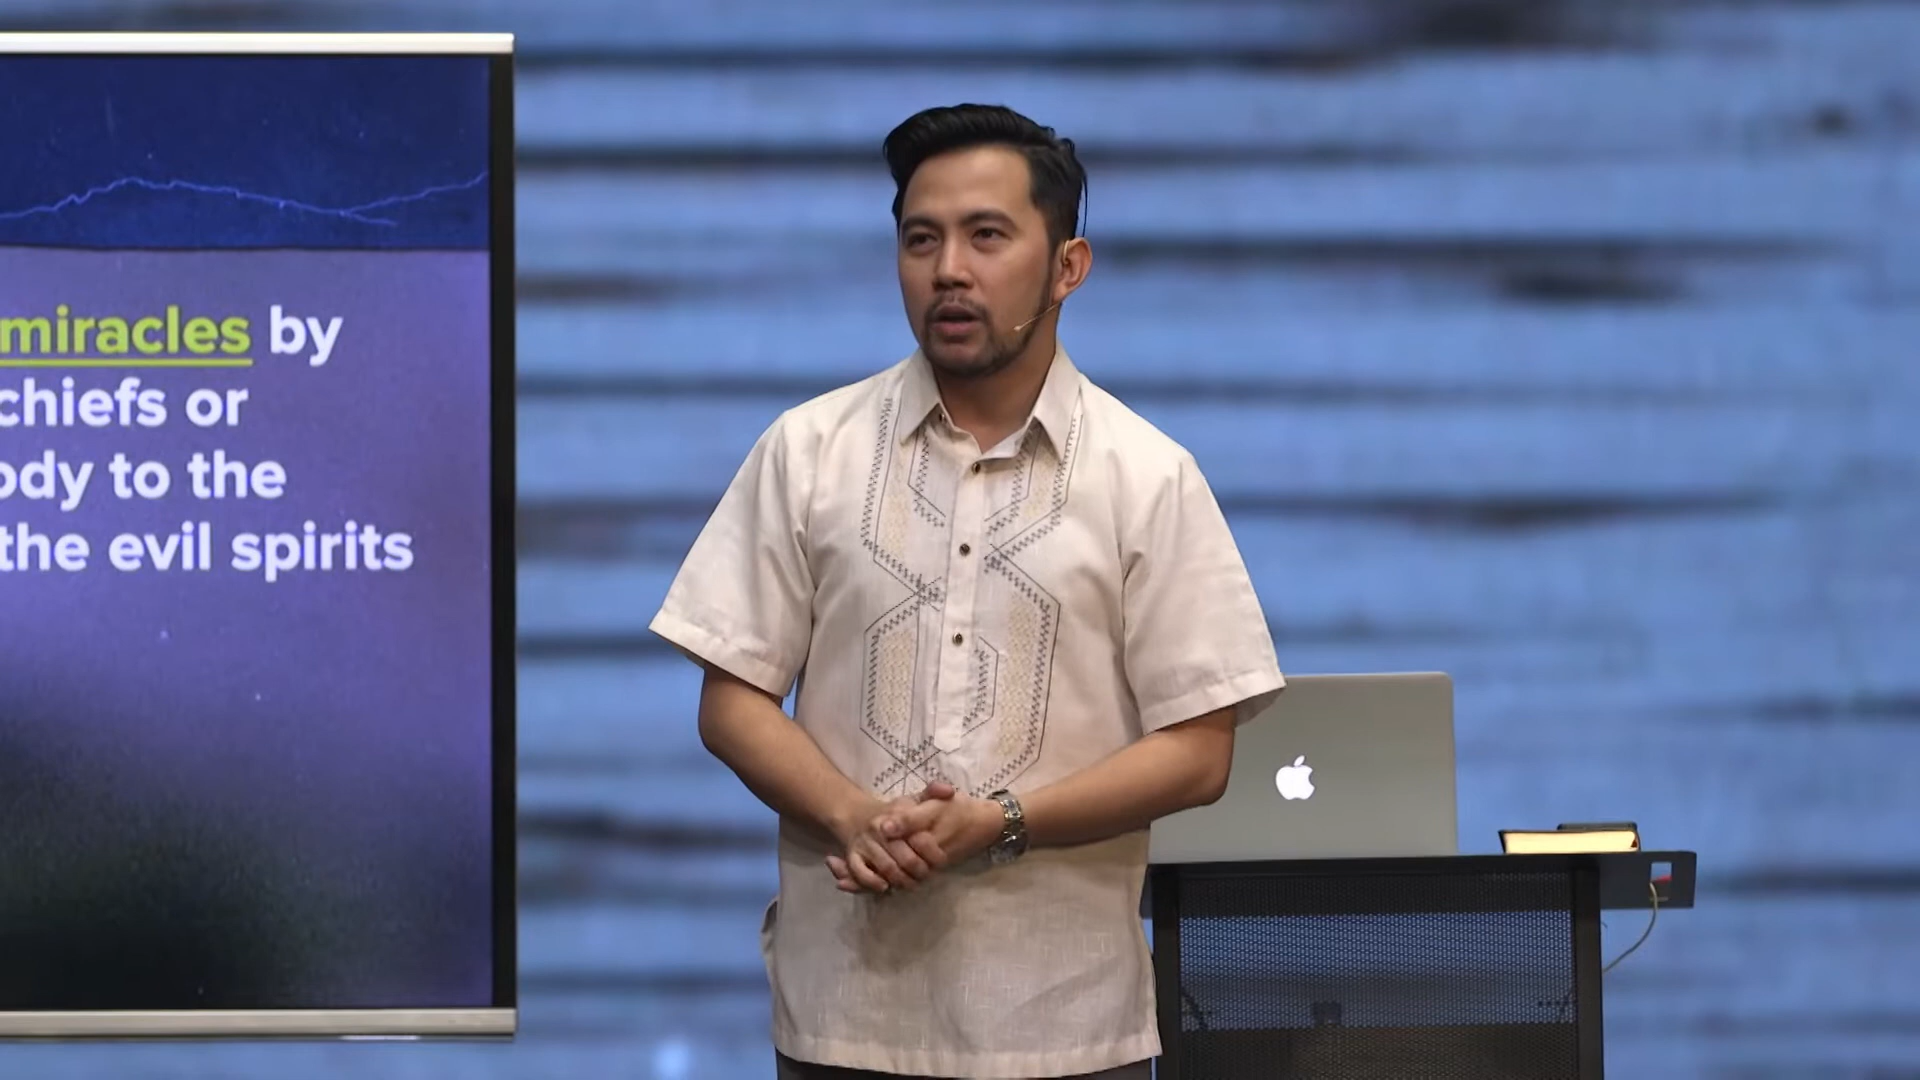 miracles by
chiefs or
ody to the
the evil spirits